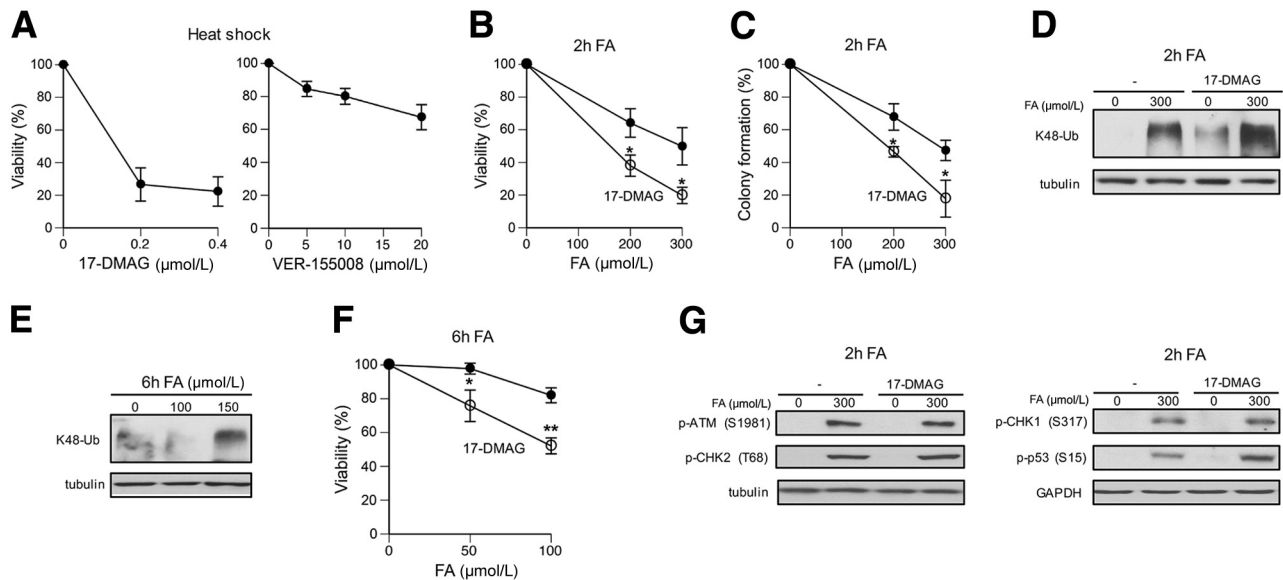 A
Heat shock
Viability (%)
100
80
60
40
20
0
0 0.2 0.4
17-DMAG (µmol/L)
100
80
60
40
20
0
0 5 10 20
VER-155008 (µmol/L)
B
2h FA
Viability (%)
100
80
60
40
20
0
*
*
17-DMAG
0 100 200 300
FA (µmol/L)
C
2h FA
Colony formation (%)
100
80
60
40
20
0
*
*
17-DMAG
0 100 200 300
FA (µmol/L)
D
2h FA
- 17-DMAG
FA (µmol/L) 0 300 0 300
K48-Ub
tubulin
E
6h FA (µmol/L)
0 100 150
K48-Ub
tubulin
F
6h FA
Viability (%)
100
80
60
40
20
0
*
**
17-DMAG
0 50 100
FA (µmol/L)
G
2h FA
- 17-DMAG
FA (µmol/L) 0 300 0 300
p-ATM (S1981)
p-CHK2 (T68)
tubulin
2h FA
- 17-DMAG
FA (µmol/L) 0 300 0 300
p-CHK1 (S317)
p-p53 (S15)
GAPDH